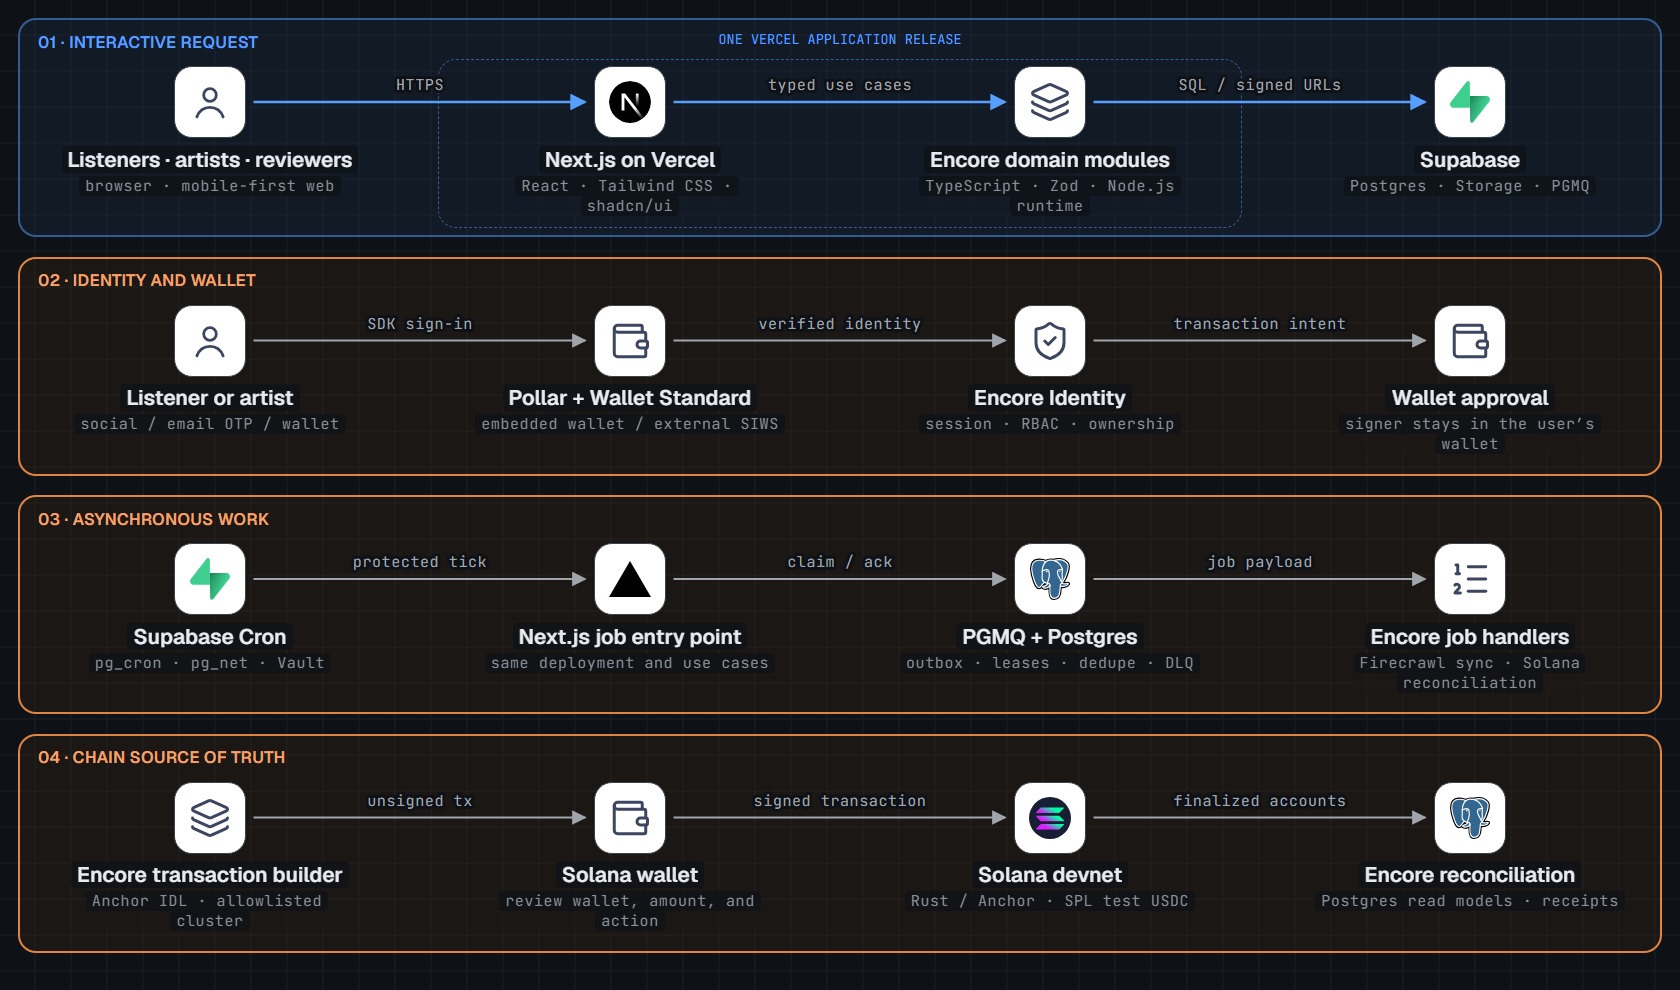 01 · INTERACTIVE REQUEST
ONE VERCEL APPLICATION RELEASE
HTTPS
typed use cases
SQL / signed URLs
Listeners · artists · reviewers
browser · mobile-first web
Next.js on Vercel
React · Tailwind CSS ·
shadcn/ui
Encore domain modules
TypeScript · Zod · Node.js
runtime
Supabase
Postgres · Storage · PGMQ
02 · IDENTITY AND WALLET
SDK sign-in
verified identity
transaction intent
Listener or artist
social / email OTP / wallet
Pollar + Wallet Standard
embedded wallet / external SIWS
Encore Identity
session · RBAC · ownership
Wallet approval
signer stays in the user’s
wallet
03 · ASYNCHRONOUS WORK
protected tick
claim / ack
job payload
1
2
Supabase Cron
pg_cron · pg_net · Vault
Next.js job entry point
same deployment and use cases
PGMQ + Postgres
outbox · leases · dedupe · DLQ
Encore job handlers
Firecrawl sync · Solana
reconciliation
04 · CHAIN SOURCE OF TRUTH
unsigned tx
signed transaction
finalized accounts
Encore transaction builder
Anchor IDL · allowlisted
cluster
Solana wallet
review wallet, amount, and
action
Solana devnet
Rust / Anchor · SPL test USDC
Encore reconciliation
Postgres read models · receipts